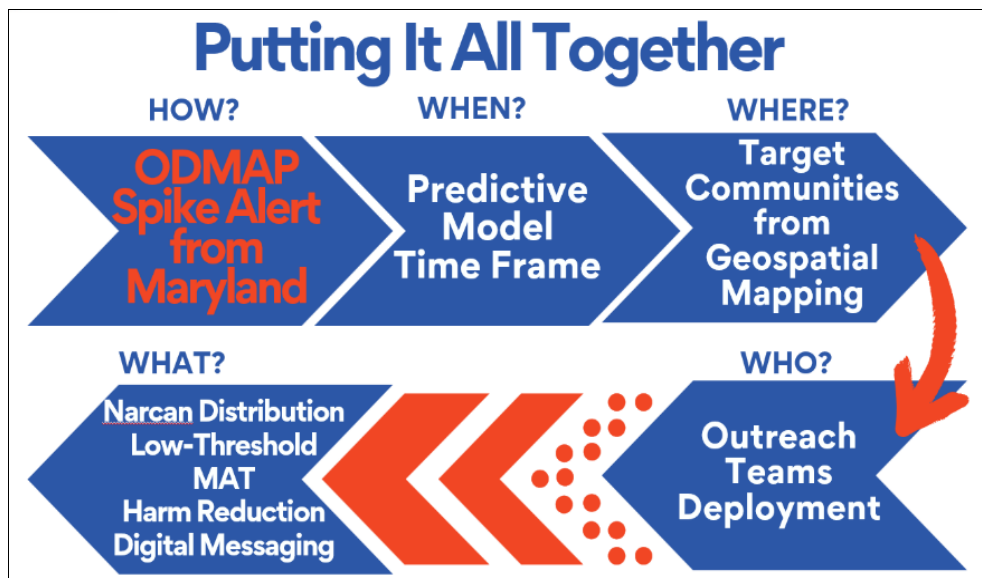 Putting It All Together
HOW?
ODMAP
Spike Alert
from
Maryland
WHEN?
Predictive
Model
Time Frame
WHERE?
Target
Communities
from
Geospatial
Mapping
WHO?
Outreach
Teams
Deployment
WHAT?
Narcan Distribution
Low-Threshold
MAT
Harm Reduction
Digital Messaging